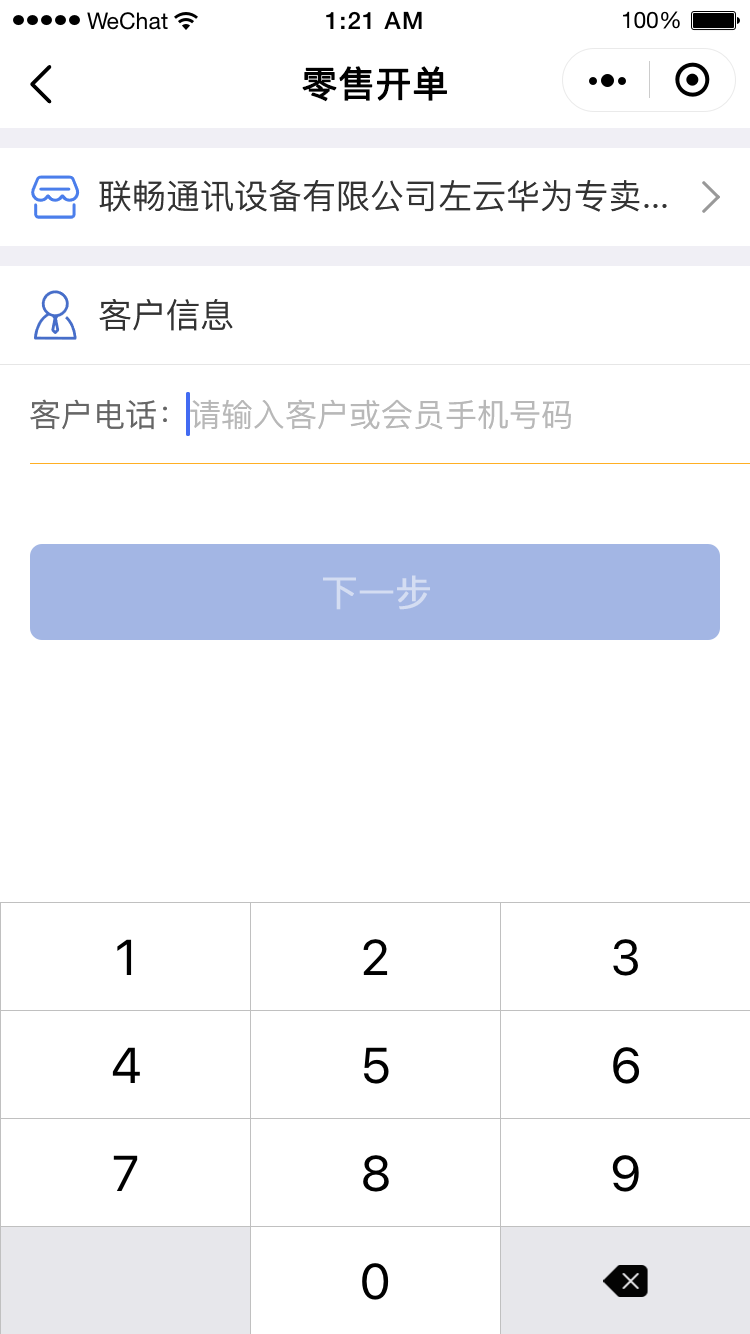 WeChat 1:21 AM 100%
零售开单
联畅通讯设备有限公司左云华为专卖...
客户信息
客户电话：请输入客户或会员手机号码
下一步
1 2 3
4 5 6
7 8 9
0